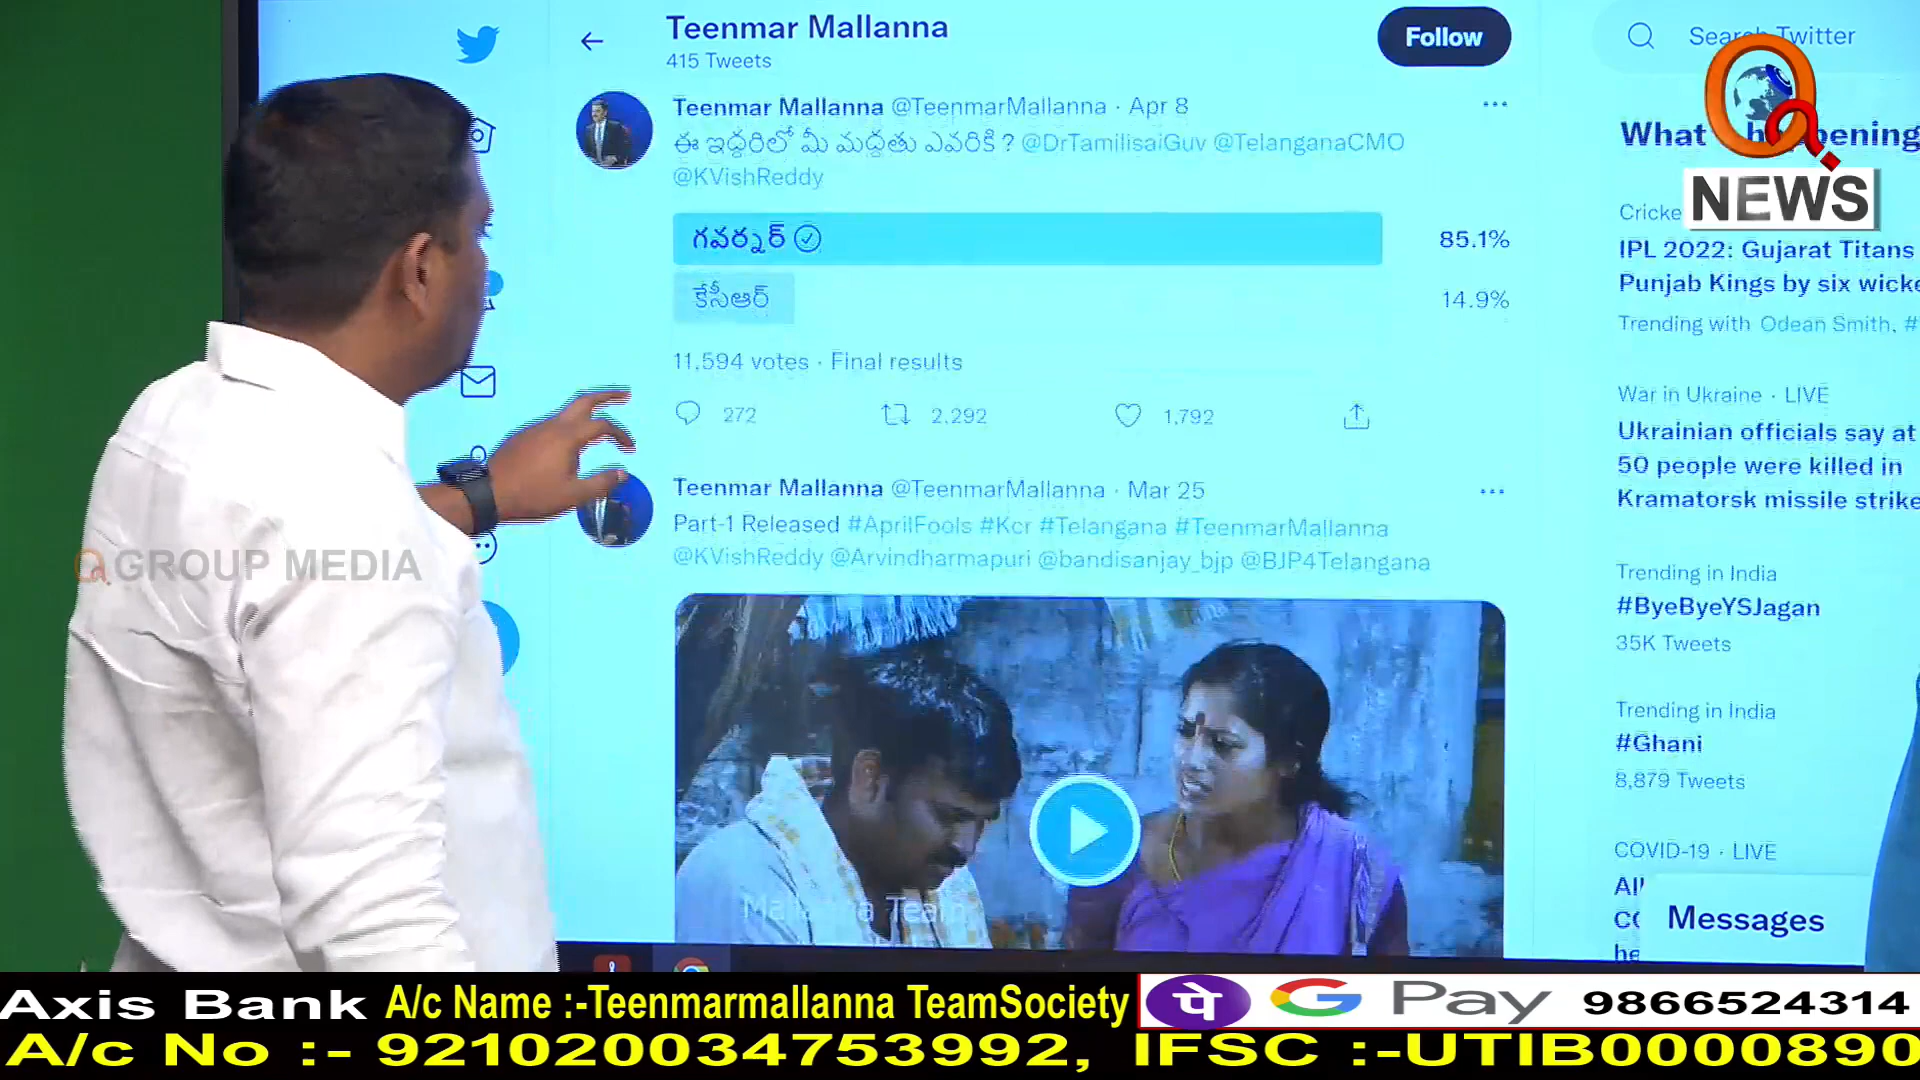 Teenmar Mallanna
415 Tweets
Follow
Search Twitter
Teenmar Mallanna @TeenmarMallanna · Apr 8
ఈ ఇద్దరిలో మీ మద్దతు ఎవరికి ? @DrTamilisaiGuv @TelanganaCMO
@KVishReddy
గవర్నర్
85.1%
కేసీఆర్
14.9%
11,594 votes · Final results
272
2,292
1,792
Teenmar Mallanna @TeenmarMallanna · Mar 25
Part-1 Released #AprilFools #Kcr #Telangana #TeenmarMallanna
@KVishReddy @Arvindharmapuri @bandisanjay_bjp @BJP4Telangana
Mallanna Team
What
NEWS
IPL 2022: Gujarat Titans
Punjab Kings by six
Trending with Odean Smith,
War in Ukraine · LIVE
Ukrainian officials say at
50 people were killed in
Kramatorsk missile strike
Trending in India
#ByeByeYSJagan
35K Tweets
Trending in India
#Ghani
8,879 Tweets
COVID-19 · LIVE
Messages
Q GROUP MEDIA
Axis Bank A/c Name :-Teenmarmallanna TeamSociety
पे G Pay 9866524314
A/c No :- 921020034753992, IFSC :-UTIB0000890